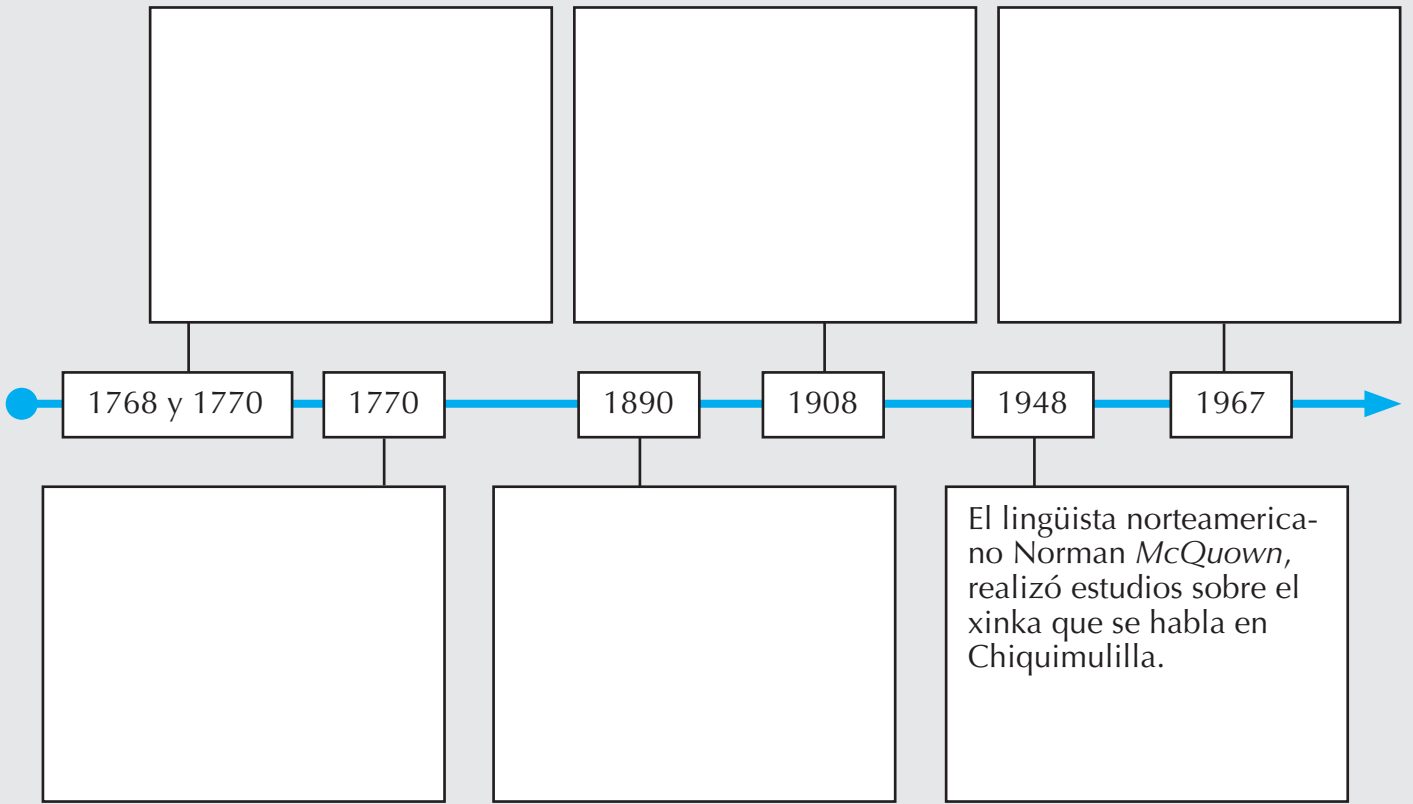 1768 y 1770
1770
1890
1908
1948
1967
El lingüista norteamerica-
no Norman McQuown,
realizó estudios sobre el
xinka que se habla en
Chiquimulilla.